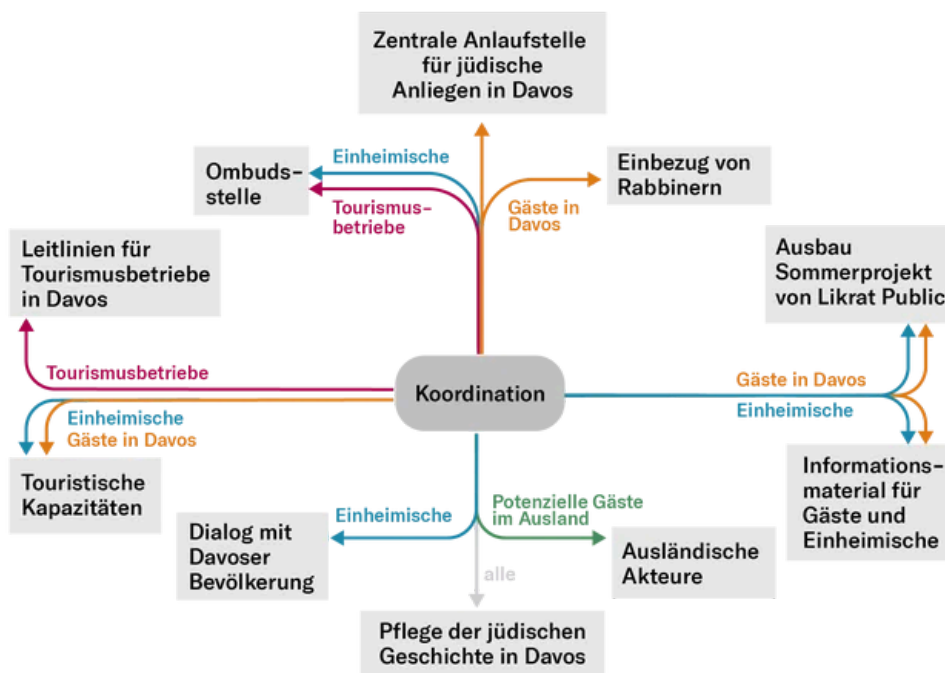 Zentrale Anlaufstelle
für jüdische
Anliegen in Davos
Ombuds-
stelle
Einheimische
Tourismus-
betriebe
Gäste in
Davos
Einbezug von
Rabbinern
Leitlinien für
Tourismusbetriebe
in Davos
Ausbau
Sommerprojekt
von Likrat Public
Tourismusbetriebe
Koordination
Gäste in Davos
Einheimische
Einheimische
Gäste in Davos
Touristische
Kapazitäten
Informations-
material für
Gäste und
Einheimische
Einheimische
Potenzielle Gäste
im Ausland
Dialog mit
Davoser
Bevölkerung
Ausländische
Akteure
alle
Pflege der jüdischen
Geschichte in Davos